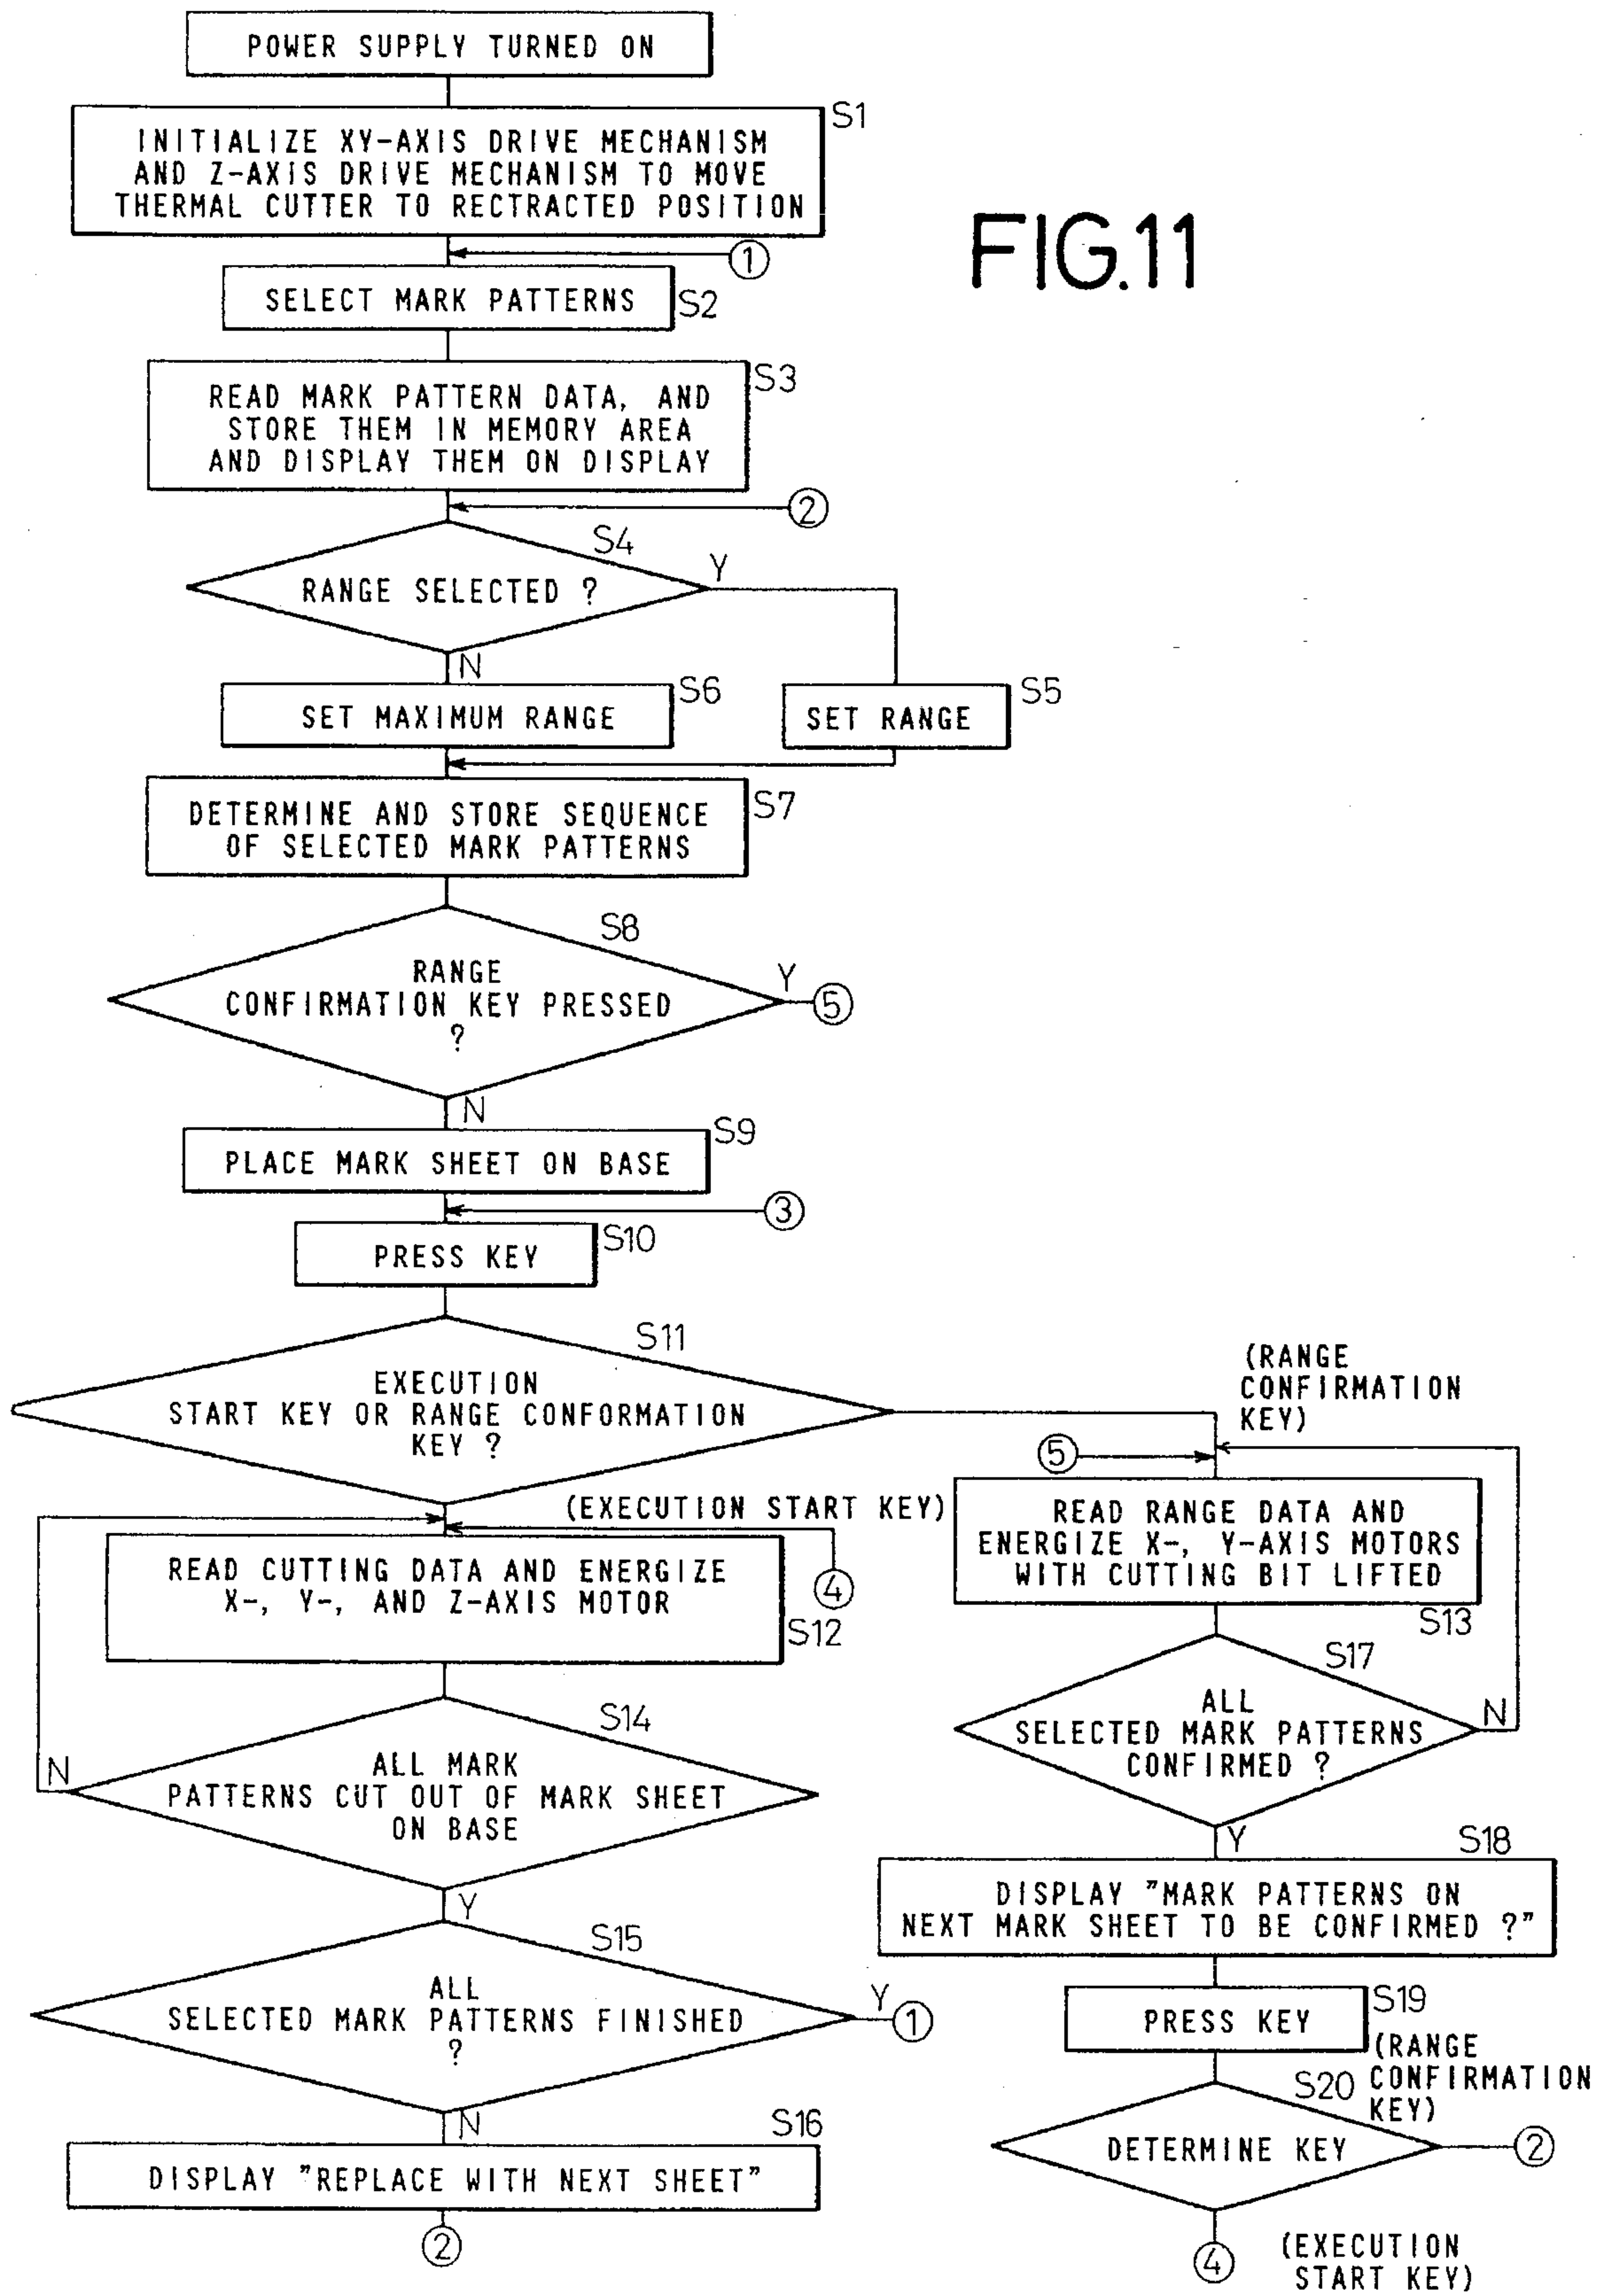 POWER SUPPLY TURNED ON
S1
INITIALIZE XY-AXIS DRIVE MECHANISM
AND Z-AXIS DRIVE MECHANISM TO MOVE
THERMAL CUTTER TO RECTRACTED POSITION
FIG.11
1
SELECT MARK PATTERNS
S2
S3
READ MARK PATTERN DATA, AND
STORE THEM IN MEMORY AREA
AND DISPLAY THEM ON DISPLAY
2
S4
RANGE SELECTED ?
Y
N
S6
SET MAXIMUM RANGE
S5
SET RANGE
S7
DETERMINE AND STORE SEQUENCE
OF SELECTED MARK PATTERNS
S8
RANGE
CONFIRMATION KEY PRESSED
?
Y
5
N
S9
PLACE MARK SHEET ON BASE
3
S10
PRESS KEY
S11
EXECUTION
START KEY OR RANGE CONFORMATION
KEY ?
(RANGE
CONFIRMATION
KEY)
5
(EXECUTION START KEY)
READ CUTTING DATA AND ENERGIZE
X-, Y-, AND Z-AXIS MOTOR
4
S12
READ RANGE DATA AND
ENERGIZE X-, Y-AXIS MOTORS
WITH CUTTING BIT LIFTED
S13
S14
ALL MARK
PATTERNS CUT OUT OF MARK SHEET
ON BASE
N
Y
S17
ALL
SELECTED MARK PATTERNS
CONFIRMED ?
N
Y
S18
DISPLAY "MARK PATTERNS ON
NEXT MARK SHEET TO BE CONFIRMED ?"
S15
ALL
SELECTED MARK PATTERNS FINISHED
?
Y
1
N
S19
PRESS KEY
(RANGE
CONFIRMATION
KEY)
S20
DETERMINE KEY
2
S16
DISPLAY "REPLACE WITH NEXT SHEET"
2
4
(EXECUTION
START KEY)